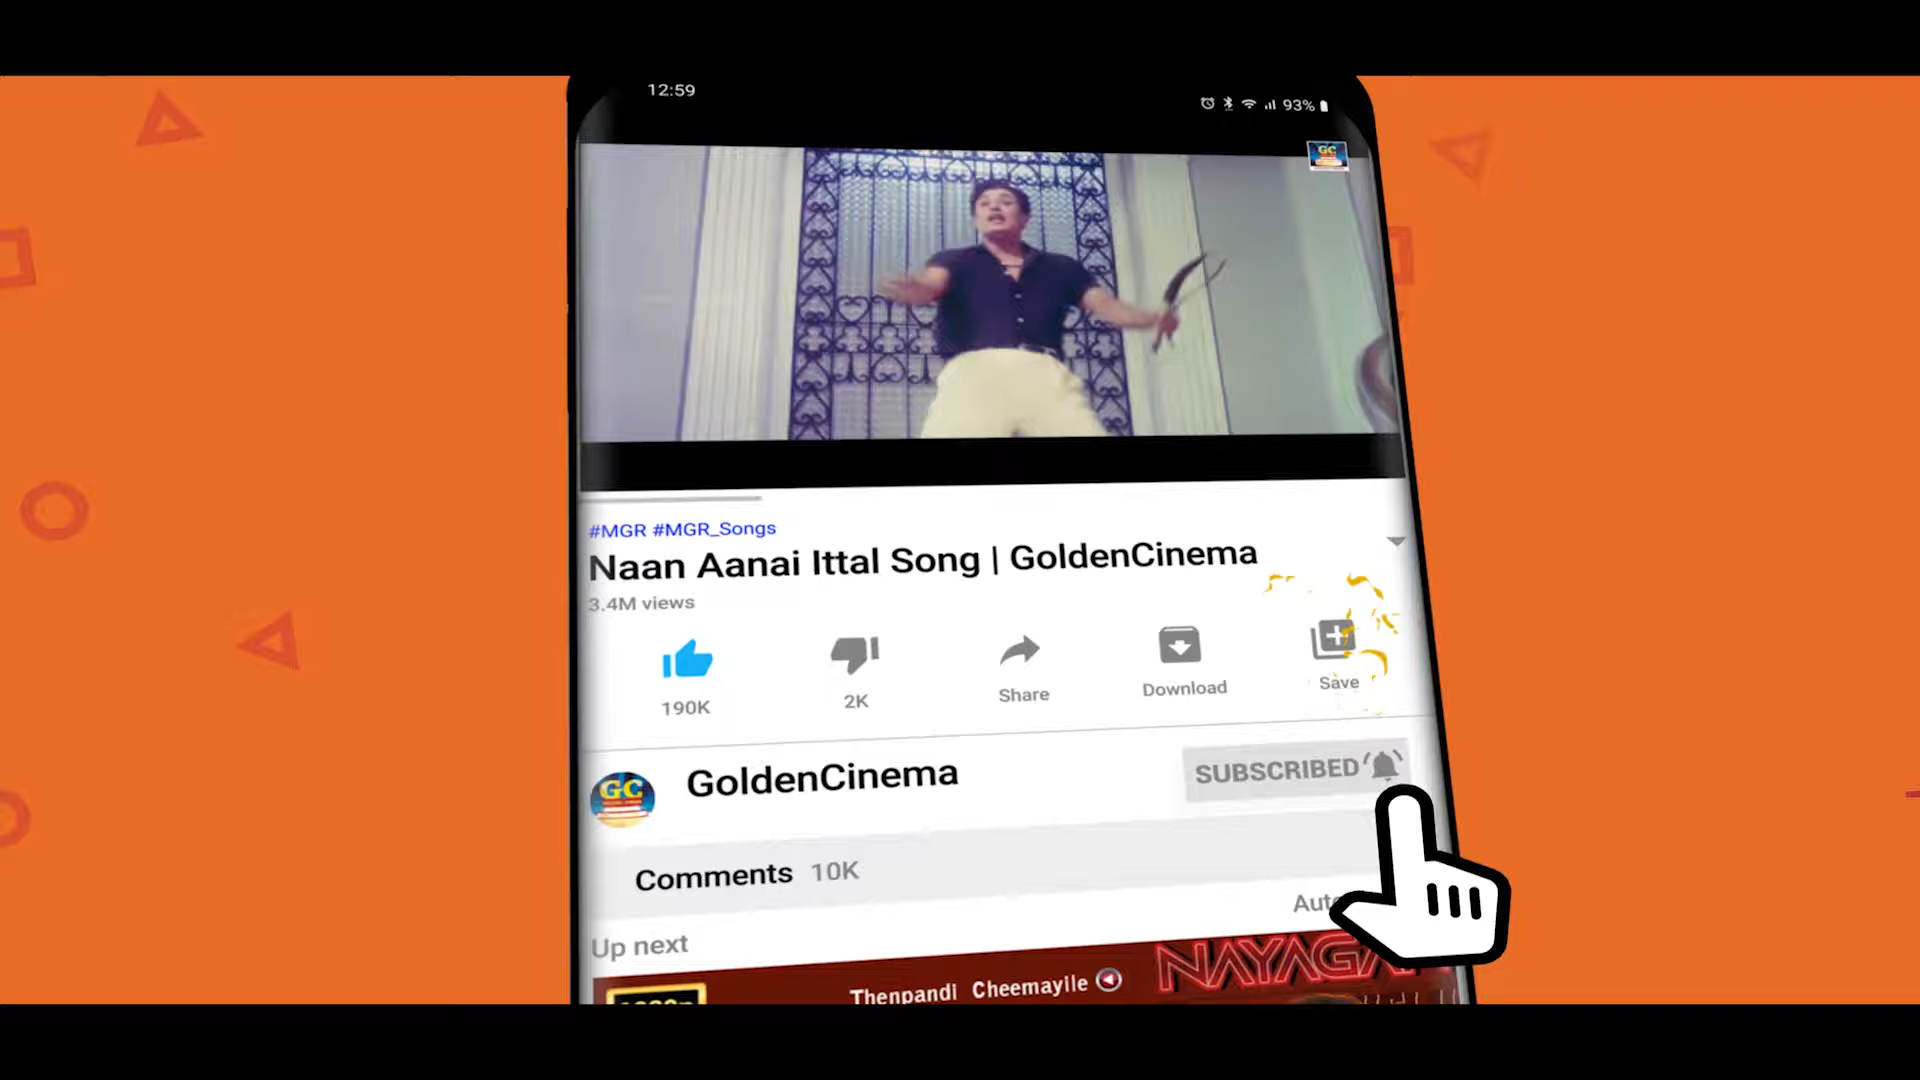 12:59
93%
GC
#MGR #MGR_Songs
Naan Aanai Ittal Song | GoldenCinema
3.4M views
190K
2K
Share
Download
Save
GC
GoldenCinema
SUBSCRIBED
Comments 10K
Up next
Thenpandi Cheemayile